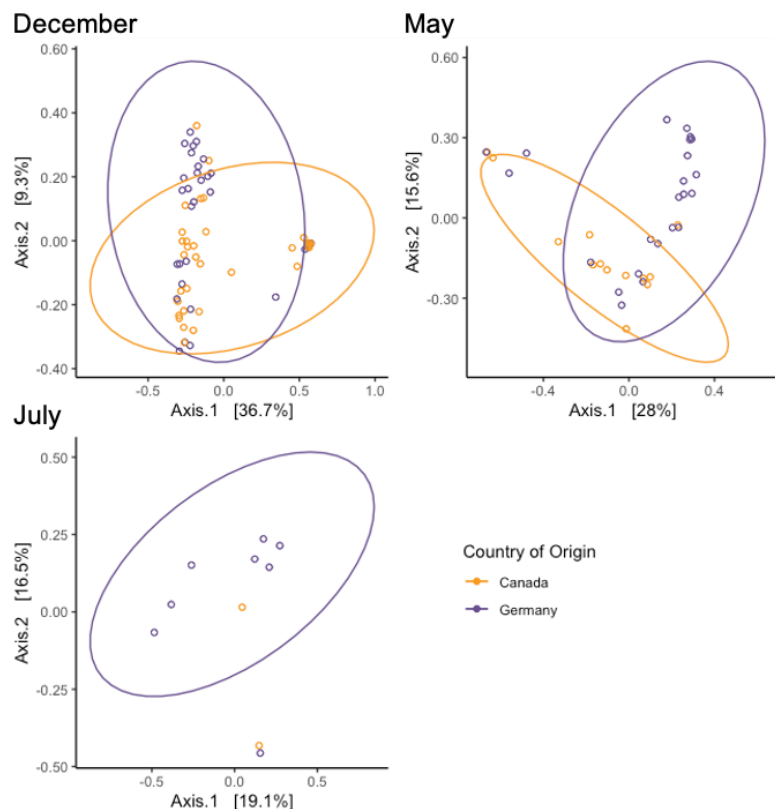 December
0.60
0.40
0.20
0.00
-0.20
-0.40
Axis.2 [9.3%]
-0.5
0.0
0.5
1.0
Axis.1 [36.7%]
May
0.60
0.30
0.00
-0.30
Axis.2 [15.6%]
-0.4
0.0
0.4
Axis.1 [28%]
July
0.50
0.25
0.00
-0.25
-0.50
Axis.2 [16.5%]
-0.5
0.0
0.5
Axis.1 [19.1%]
Country of Origin
Canada
Germany